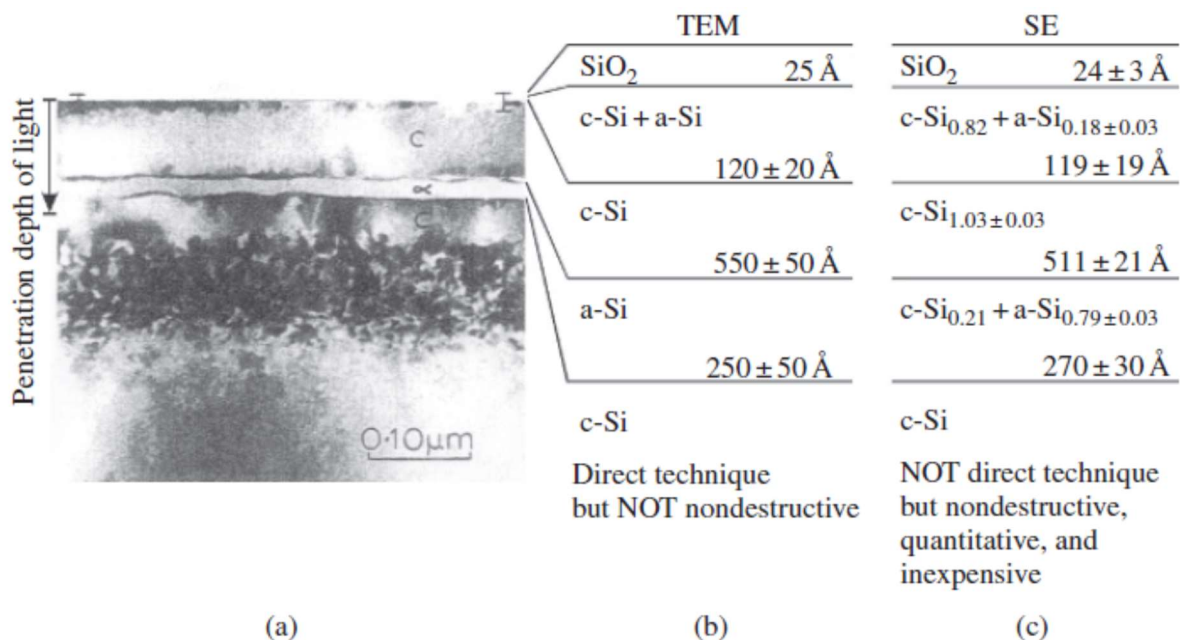 TEM
SiO₂ 25 Å
c-Si + a-Si
120 ± 20 Å
c-Si
550 ± 50 Å
a-Si
250 ± 50 Å
c-Si
Direct technique
but NOT nondestructive
SE
SiO₂ 24 ± 3 Å
c-Si₀.₈₂ + a-Si₀.₁₈±₀.₀₃
119 ± 19 Å
c-Si₁.₀₃±₀.₀₃
511 ± 21 Å
c-Si₀.₂₁ + a-Si₀.₇₉±₀.₀₃
270 ± 30 Å
c-Si
NOT direct technique
but nondestructive,
quantitative, and
inexpensive
Penetration depth of light
C
α
C
0·10μm
(a)
(b)
(c)